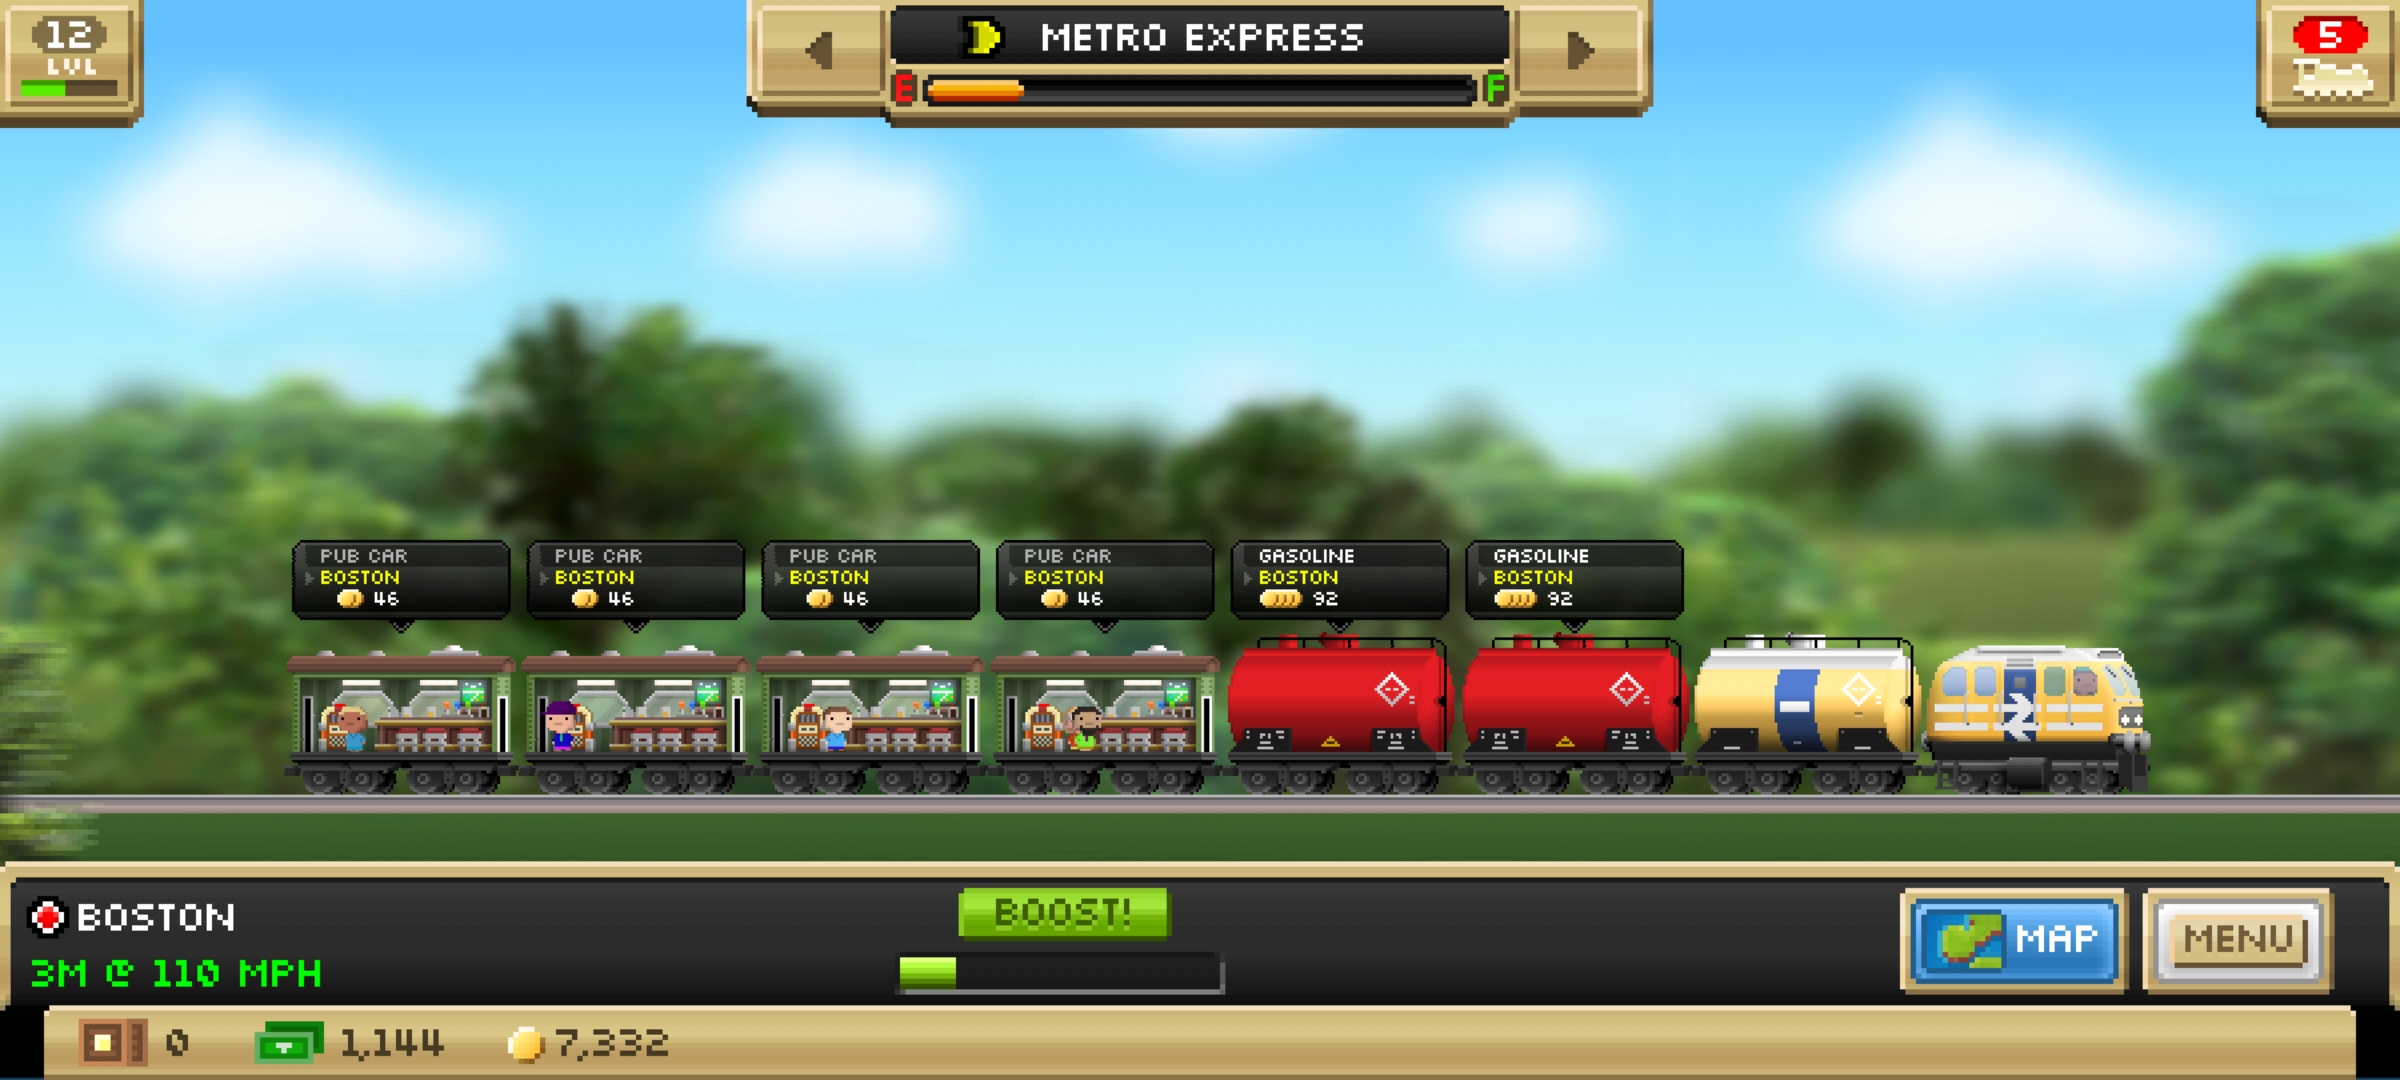 12
LVL
METRO EXPRESS
E
F
5
PUB CAR
BOSTON
46
PUB CAR
BOSTON
46
PUB CAR
BOSTON
46
PUB CAR
BOSTON
46
GASOLINE
BOSTON
92
GASOLINE
BOSTON
92
BOSTON
3M @ 110 MPH
BOOST!
MAP
MENU
0
1,144
7,332